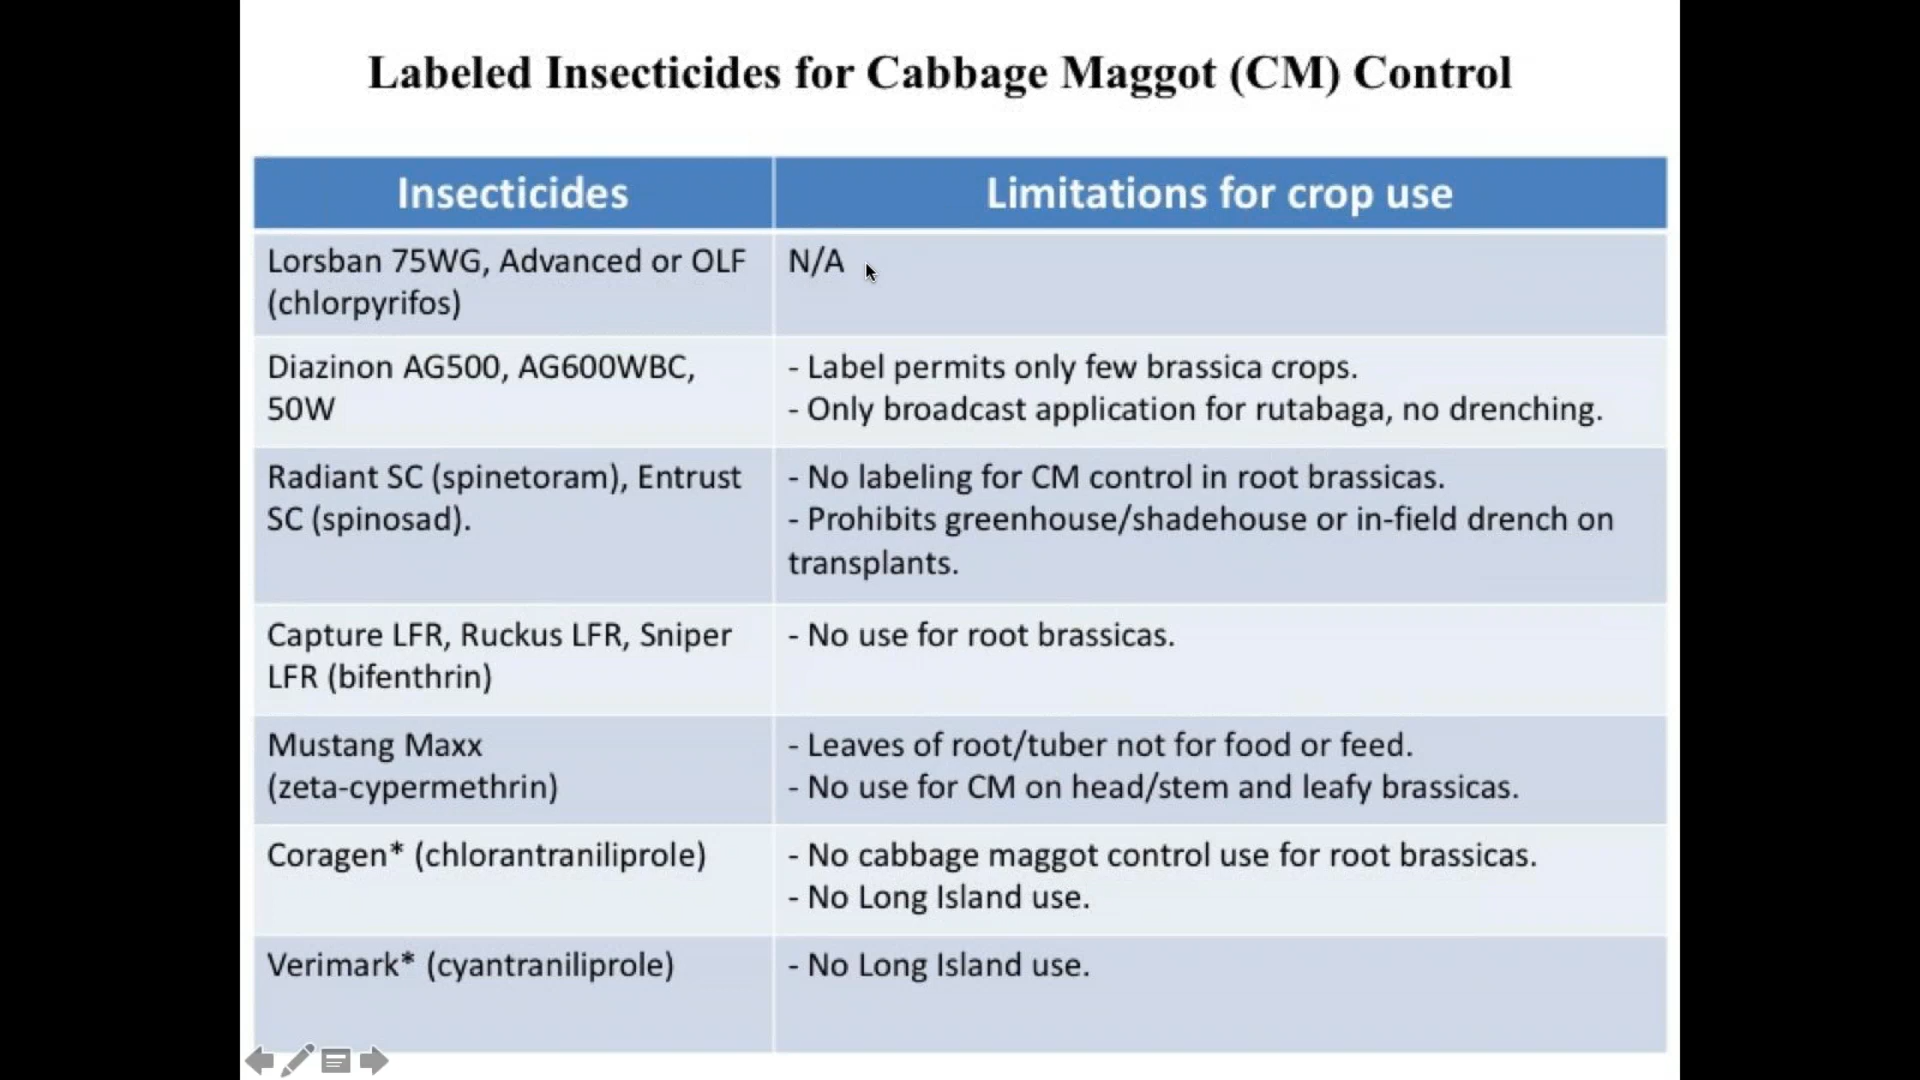 Labeled Insecticides for Cabbage Maggot (CM) Control
Insecticides
Limitations for crop use
Lorsban 75WG, Advanced or OLF
(chlorpyrifos)
N/A
Diazinon AG500, AG600WBC,
50W
- Label permits only few brassica crops.
- Only broadcast application for rutabaga, no drenching.
Radiant SC (spinetoram), Entrust
SC (spinosad).
- No labeling for CM control in root brassicas.
- Prohibits greenhouse/shadehouse or in-field drench on
transplants.
Capture LFR, Ruckus LFR, Sniper
LFR (bifenthrin)
- No use for root brassicas.
Mustang Maxx
(zeta-cypermethrin)
- Leaves of root/tuber not for food or feed.
- No use for CM on head/stem and leafy brassicas.
Coragen* (chlorantraniliprole)
- No cabbage maggot control use for root brassicas.
- No Long Island use.
Verimark* (cyantraniliprole)
- No Long Island use.